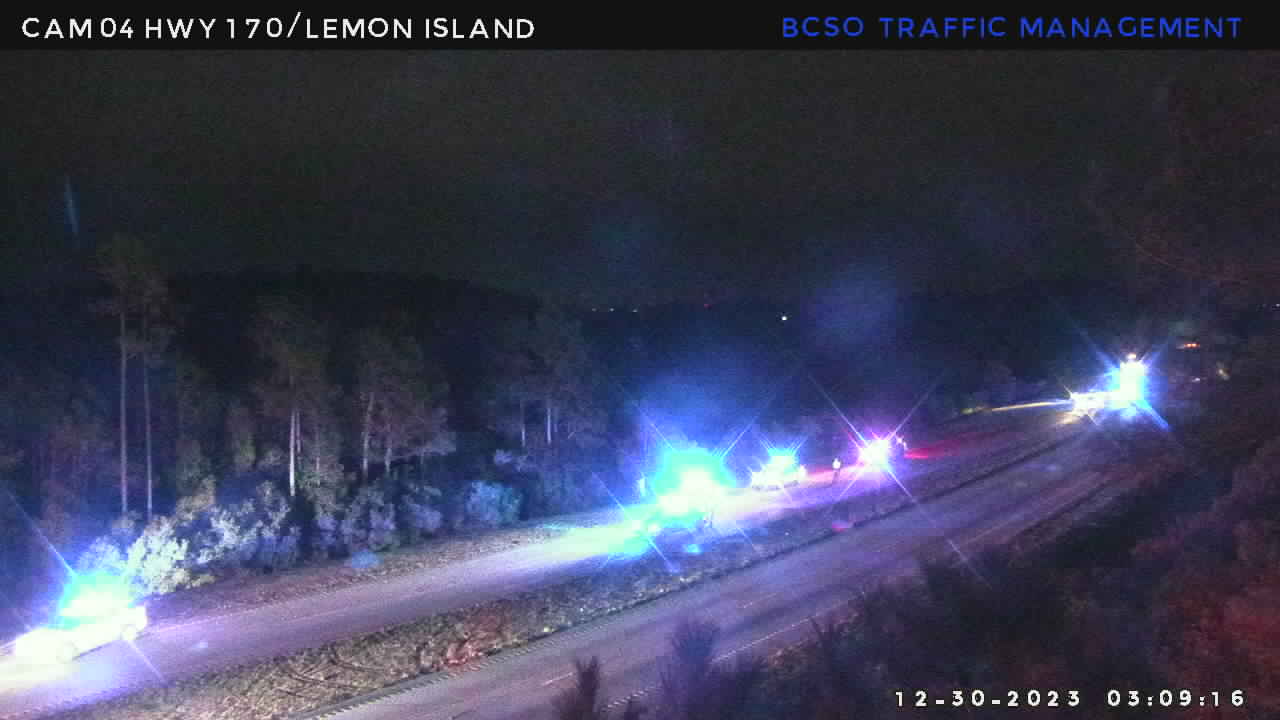 CAM04 HWY 170/LEMON ISLAND
BCSO TRAFFIC MANAGEMENT
12-30-2023 03:09:16